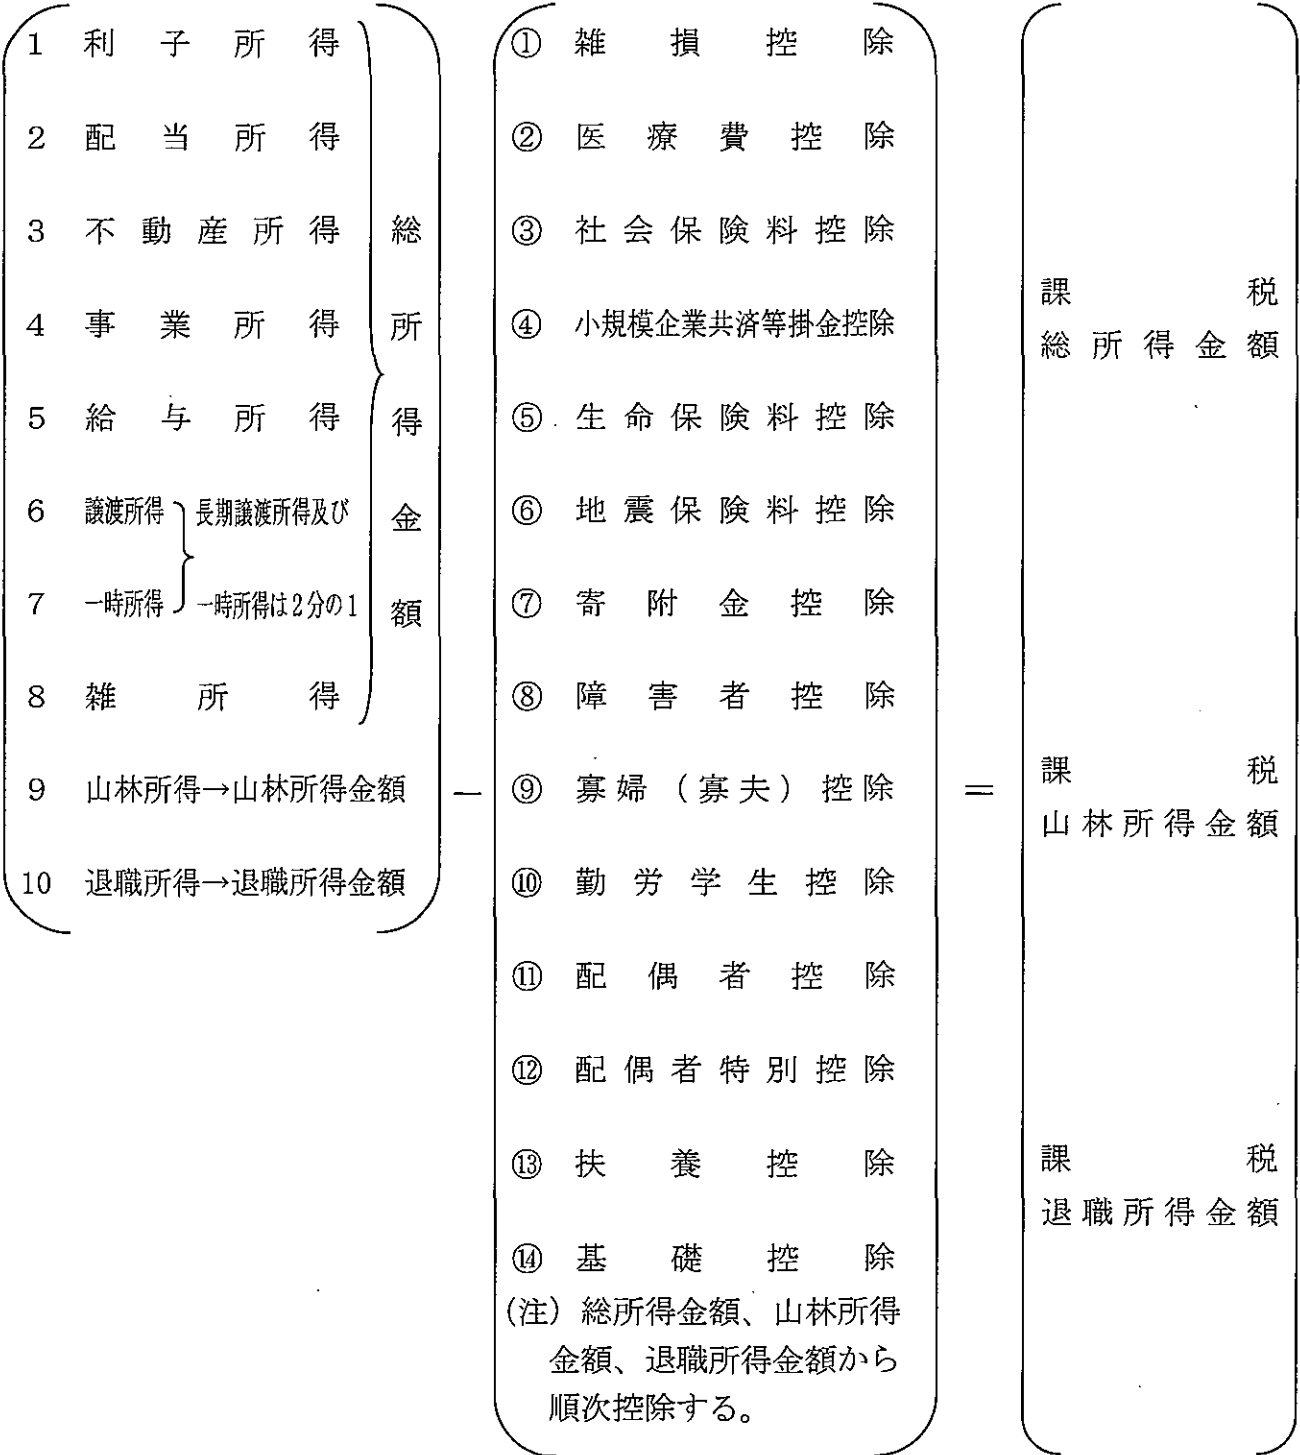 1 利子所得
2 配当所得
3 不動産所得
4 事業所得
5 給与所得
6 譲渡所得 長期譲渡所得及び
7 一時所得 一時所得は2分の1
8 雑所得
総所得金額
9 山林所得→山林所得金額
10 退職所得→退職所得金額
−
① 雑損控除
② 医療費控除
③ 社会保険料控除
④ 小規模企業共済等掛金控除
⑤ 生命保険料控除
⑥ 地震保険料控除
⑦ 寄附金控除
⑧ 障害者控除
⑨ 寡婦(寡夫)控除
⑩ 勤労学生控除
⑪ 配偶者控除
⑫ 配偶者特別控除
⑬ 扶養控除
⑭ 基礎控除
(注) 総所得金額、山林所得
金額、退職所得金額から
順次控除する。
=
課税
総所得金額
課税
山林所得金額
課税
退職所得金額